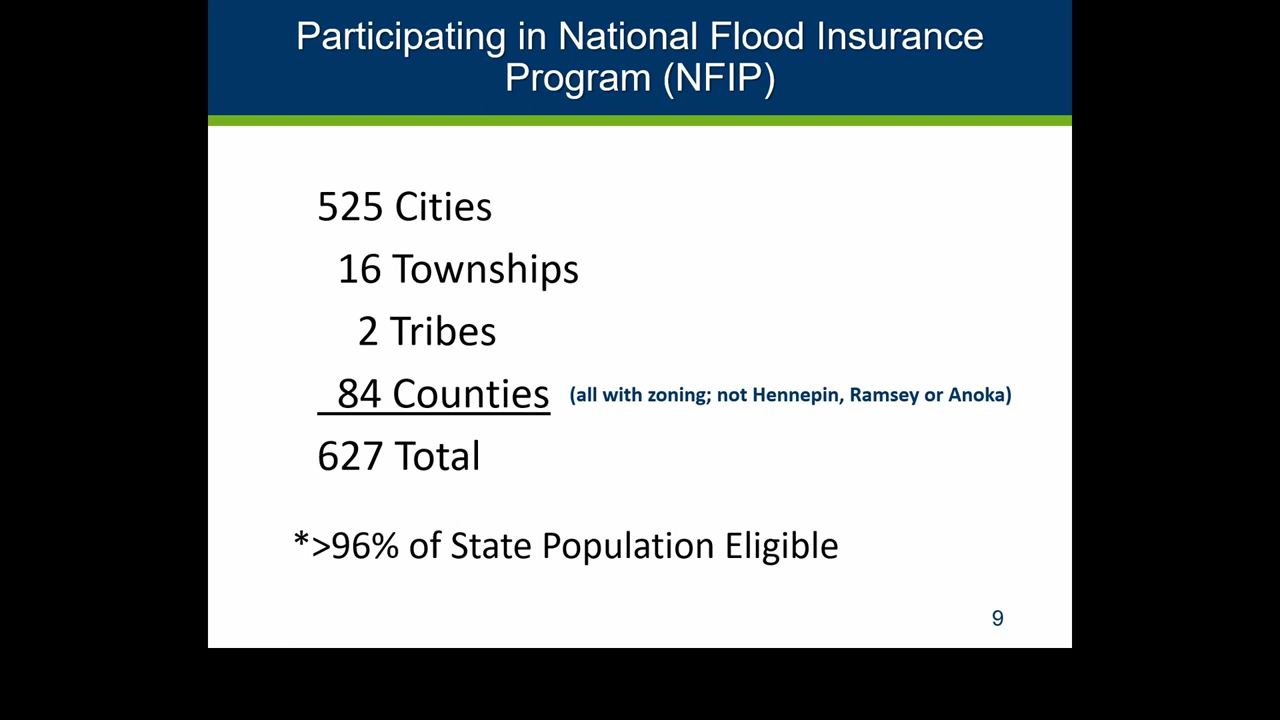 Participating in National Flood Insurance
Program (NFIP)
525 Cities
16 Townships
2 Tribes
84 Counties (all with zoning; not Hennepin, Ramsey or Anoka)
627 Total
*>96% of State Population Eligible
9